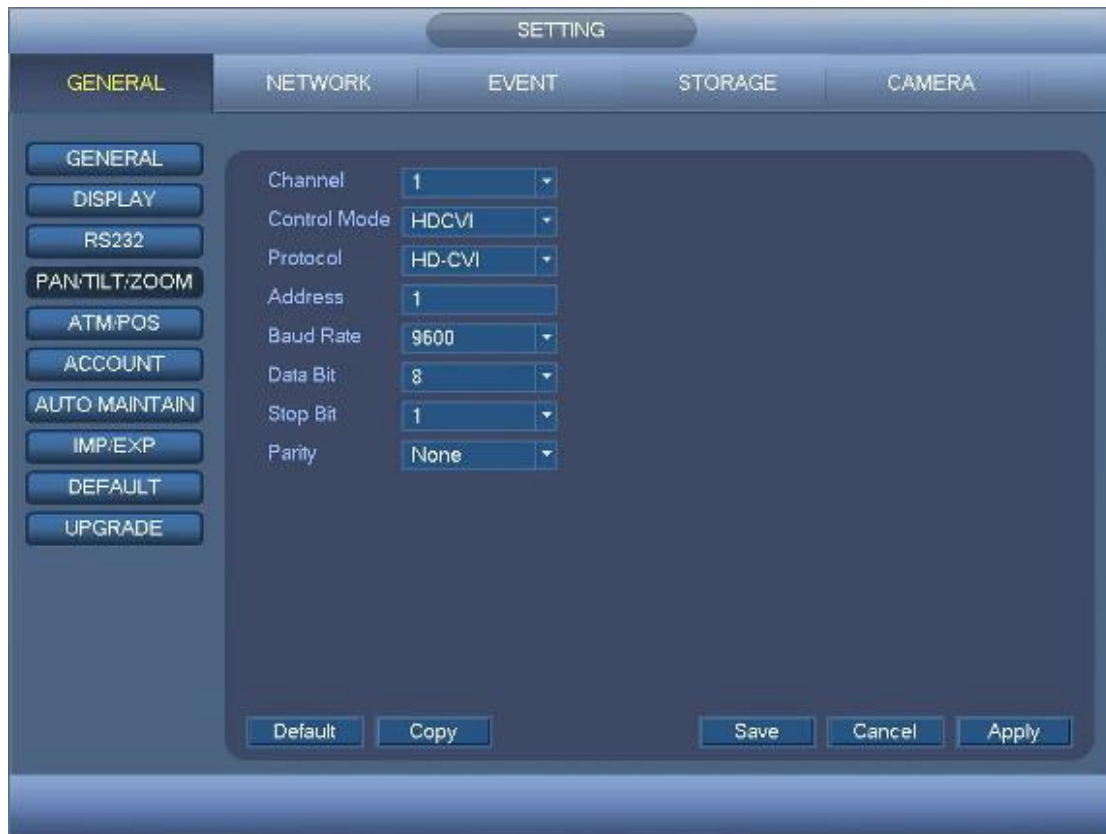 SETTING
GENERAL NETWORK EVENT STORAGE CAMERA
GENERAL
DISPLAY
RS232
PAN/TILT/ZOOM
ATM/POS
ACCOUNT
AUTO MAINTAIN
IMP/EXP
DEFAULT
UPGRADE
Channel 1
Control Mode HDCVI
Protocol HD-CVI
Address 1
Baud Rate 9600
Data Bit 8
Stop Bit 1
Parity None
Default Copy Save Cancel Apply